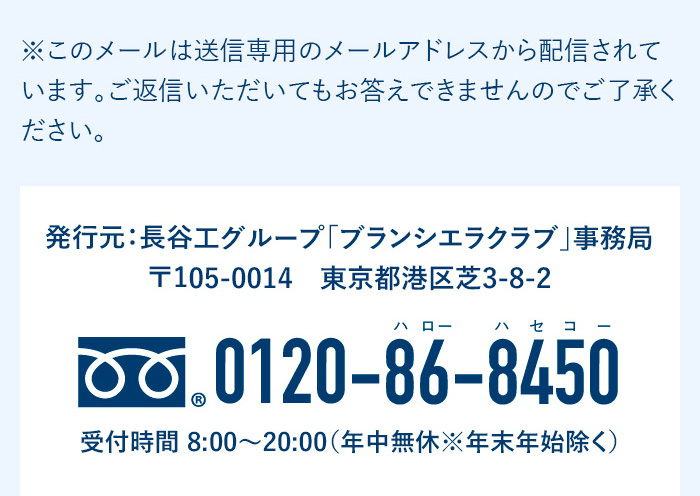 ※このメールは送信専用のメールアドレスから配信されて
います。ご返信いただいてもお答えできませんのでご了承く
ださい。
発行元：長谷工グループ「ブランシエラクラブ」事務局
〒105-0014　東京都港区芝3-8-2
ハロー　ハセコー
® 0120-86-8450
受付時間 8:00～20:00（年中無休※年末年始除く）